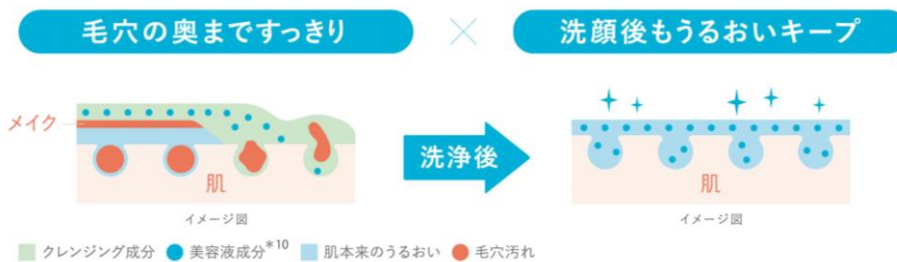 毛穴の奥まですっきり
×
洗顔後もうるおいキープ
メイク
肌
イメージ図
洗浄後
肌
イメージ図
クレンジング成分 美容液成分*10 肌本来のうるおい 毛穴汚れ